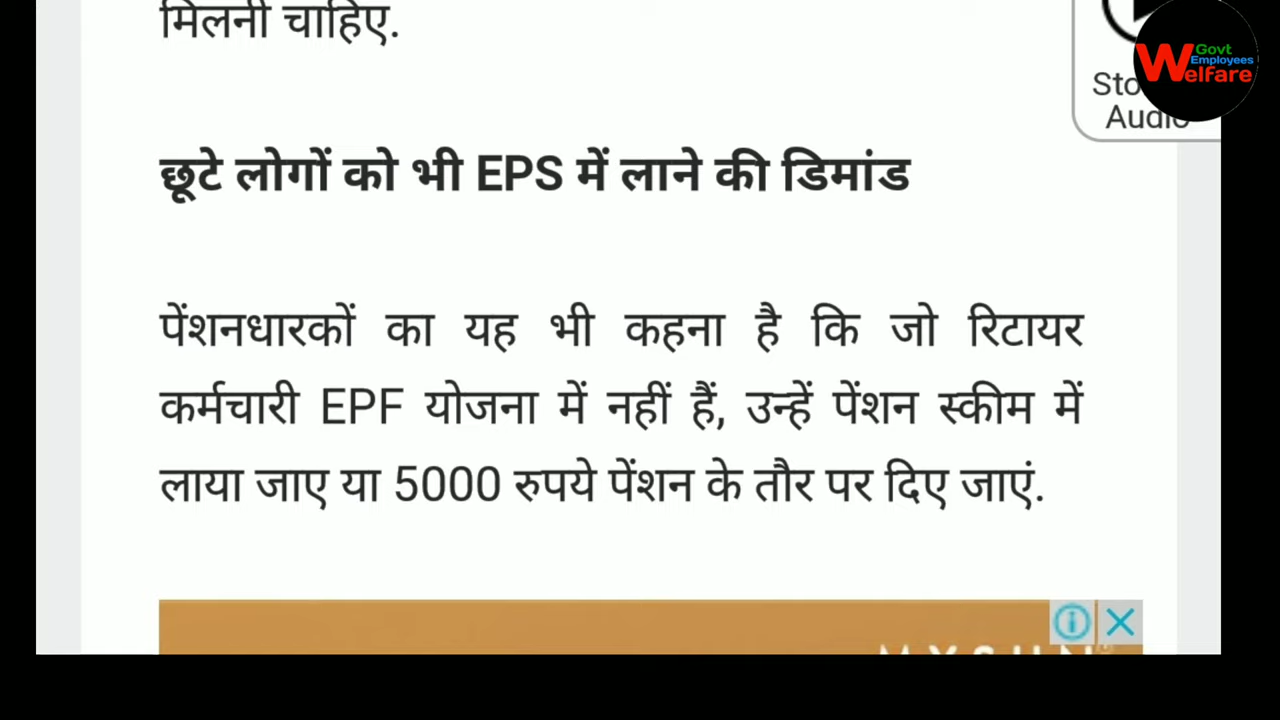 मिलनी चाहिए.
Govt
Employees
Welfare
Audio
छूटे लोगों को भी EPS में लाने की डिमांड
पेंशनधारकों का यह भी कहना है कि जो रिटायर
कर्मचारी EPF योजना में नहीं हैं, उन्हें पेंशन स्कीम में
लाया जाए या 5000 रुपये पेंशन के तौर पर दिए जाएं.